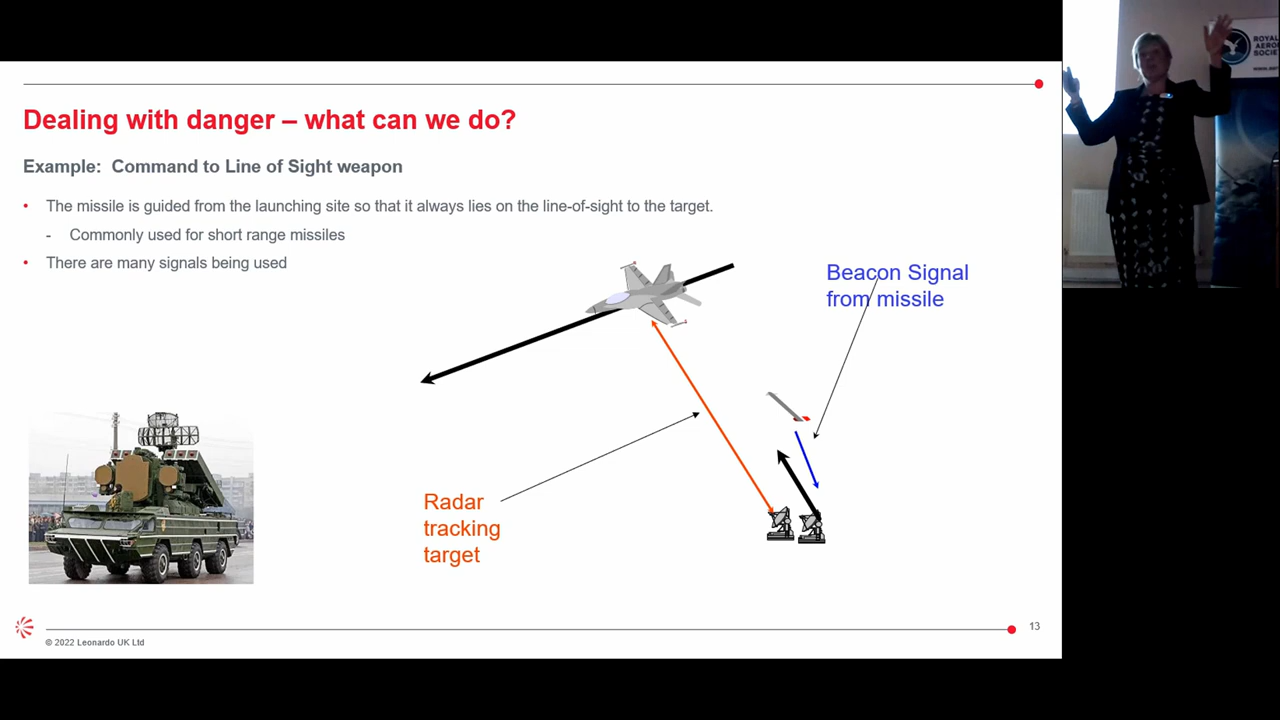 Dealing with danger – what can we do?
Example: Command to Line of Sight weapon
• The missile is guided from the launching site so that it always lies on the line-of-sight to the target.
- Commonly used for short range missiles
• There are many signals being used
Beacon Signal
from missile
Radar
tracking
target
© 2022 Leonardo UK Ltd
13
ROYAL
SOCIE